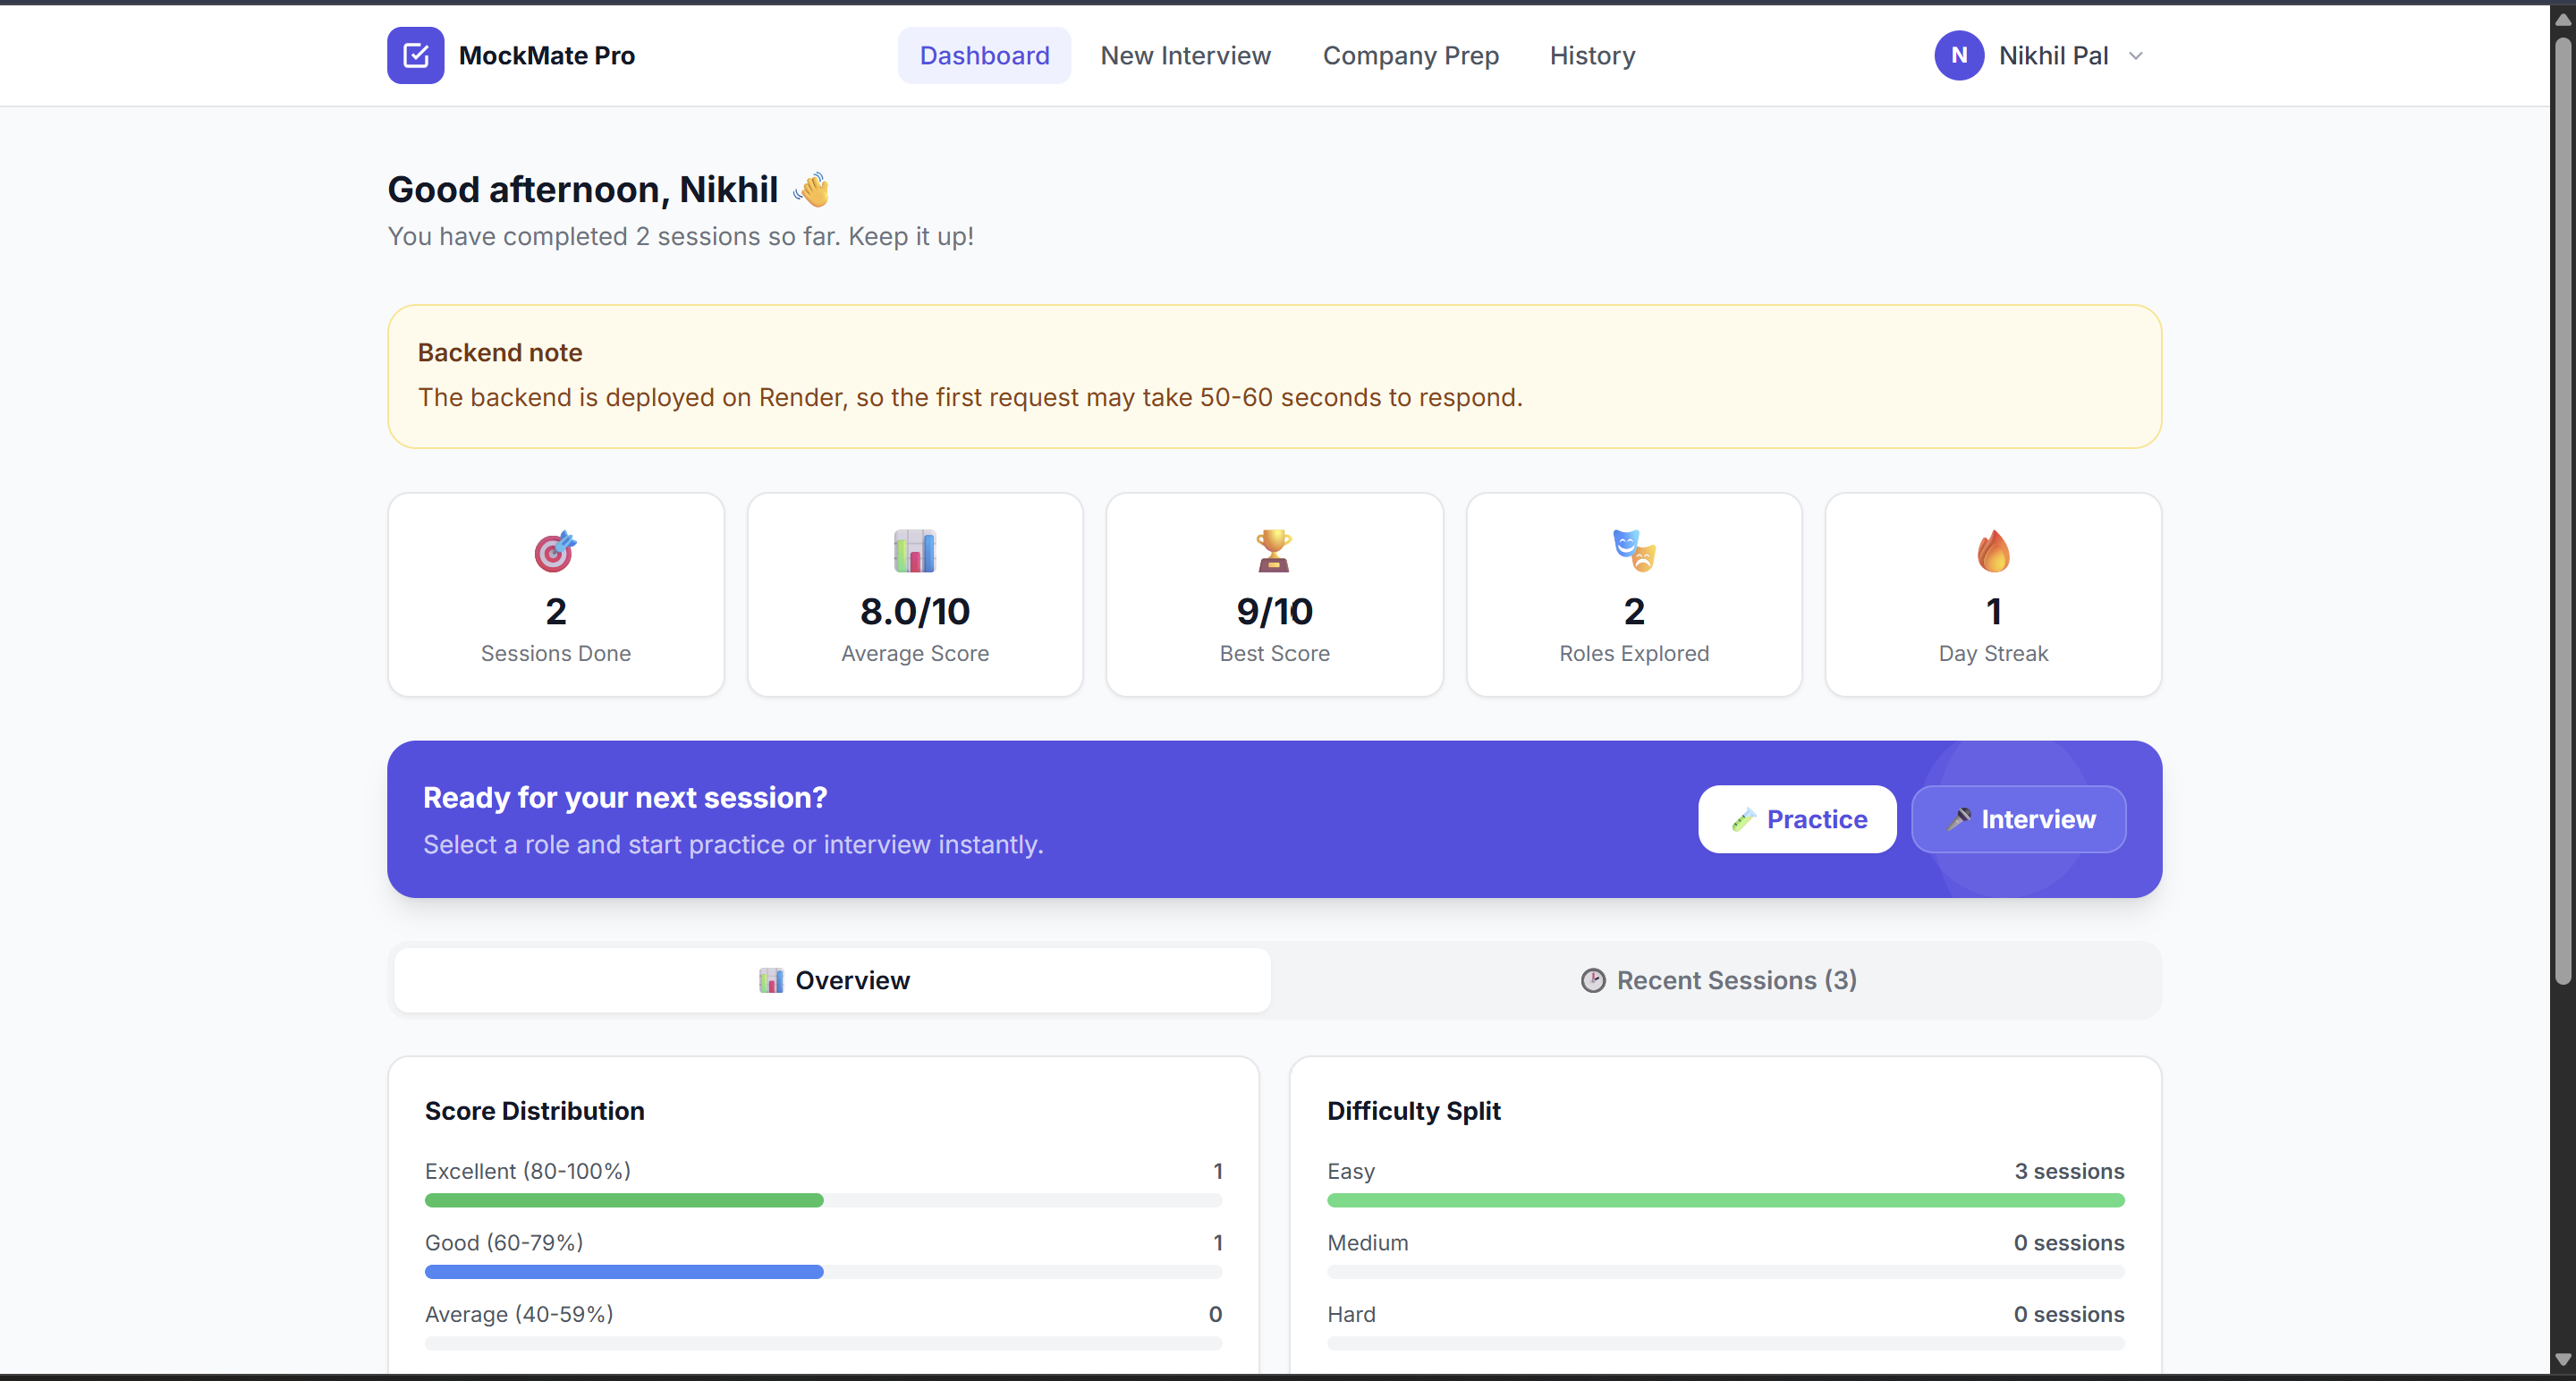 MockMate Pro
Dashboard
New Interview
Company Prep
History
N
Nikhil Pal
Good afternoon, Nikhil 👋
You have completed 2 sessions so far. Keep it up!
Backend note
The backend is deployed on Render, so the first request may take 50-60 seconds to respond.
2
Sessions Done
8.0/10
Average Score
9/10
Best Score
2
Roles Explored
1
Day Streak
Ready for your next session?
Select a role and start practice or interview instantly.
Practice
Interview
Overview
Recent Sessions (3)
Score Distribution
Excellent (80-100%) 1
Good (60-79%) 1
Average (40-59%) 0
Difficulty Split
Easy 3 sessions
Medium 0 sessions
Hard 0 sessions